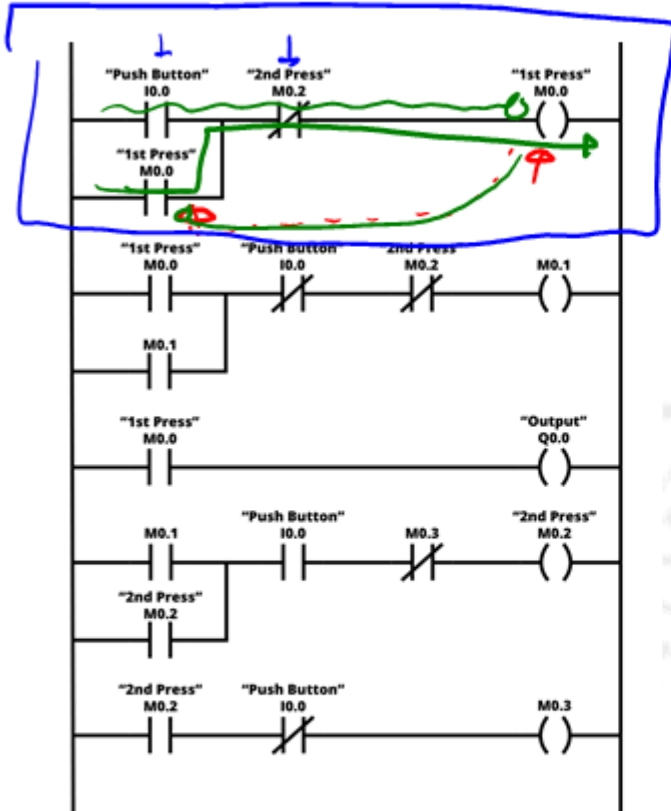 "Push Button" "2nd Press" "1st Press"
I0.0 M0.2 M0.0
"1st Press"
M0.0
"1st Press" "Push Button" 2nd Press"
M0.0 I0.0 M0.2 M0.1
M0.1
"1st Press" "Output"
M0.0 Q0.0
"Push Button" "2nd Press"
M0.1 I0.0 M0.3 M0.2
"2nd Press"
M0.2
"2nd Press" "Push Button"
M0.2 I0.0 M0.3